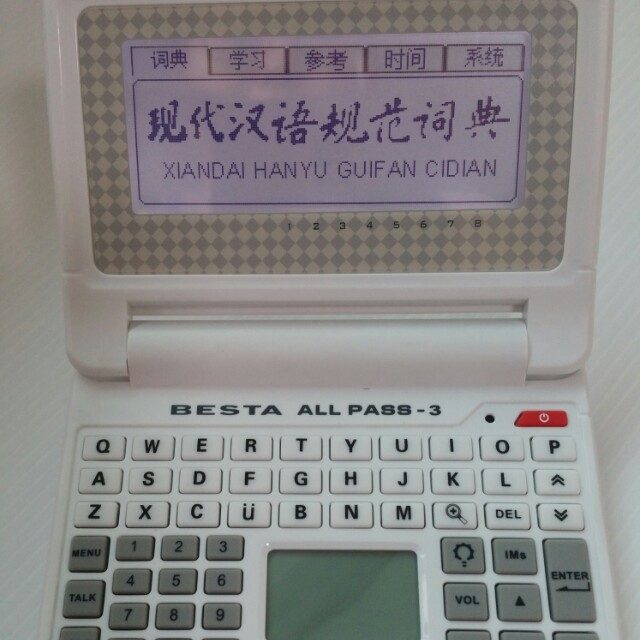 词典 学习 参考 时间 系统
现代汉语规范词典
XIANDAI HANYU GUIFAN CIDIAN
1 2 3 4 5 6 7 8
BESTA ALL PASS-3
Q W E R T Y U I O P
A S D F G H J K L
Z X C ü B N M DEL
MENU 1 2 3 IMs ENTER
TALK 4 5 6 VOL
7 8 9